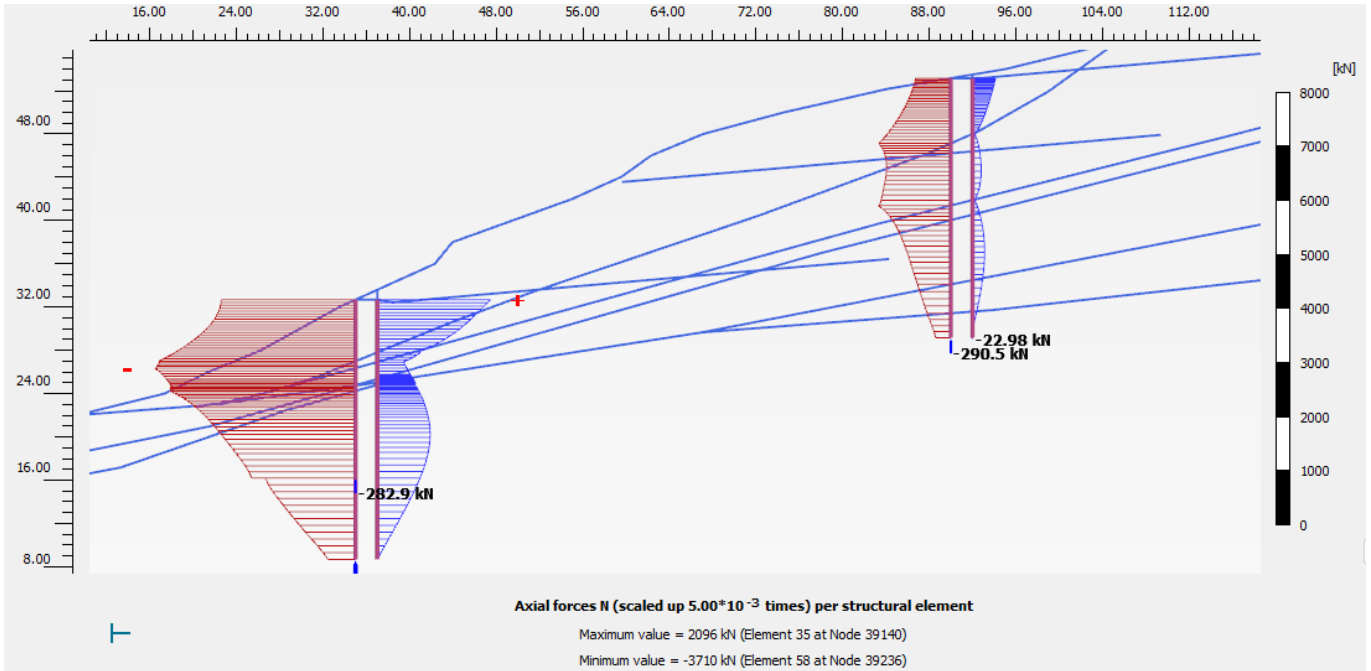 16.00 24.00 32.00 40.00 48.00 56.00 64.00 72.00 80.00 88.00 96.00 104.00 112.00
[kN]
8000
48.00
7000
6000
40.00
5000
32.00
4000
-22.98 kN
-290.5 kN
3000
24.00
2000
16.00
-282.9 kN
1000
0
8.00
Axial forces N (scaled up 5.00*10 -3 times) per structural element
Maximum value = 2096 kN (Element 35 at Node 39140)
Minimum value = -3710 kN (Element 58 at Node 39236)